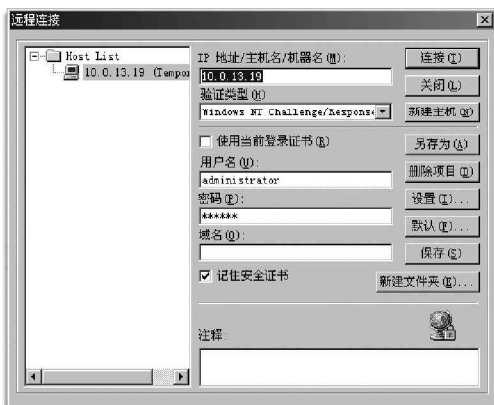 远程连接
Host List
10.0.13.19 (Tempor
IP 地址/主机名/机器名(M):
10.0.13.19
验证类型(H)
Windows NT Challenge/Response
使用当前登录证书(R)
用户名(U):
administrator
密码(P):
******
域名(O):
记住安全证书
注释:
连接(T)
关闭(L)
新建主机(N)
另存为(A)
删除项目(D)
设置(I)...
默认(F)...
保存(S)
新建文件夹(E)...